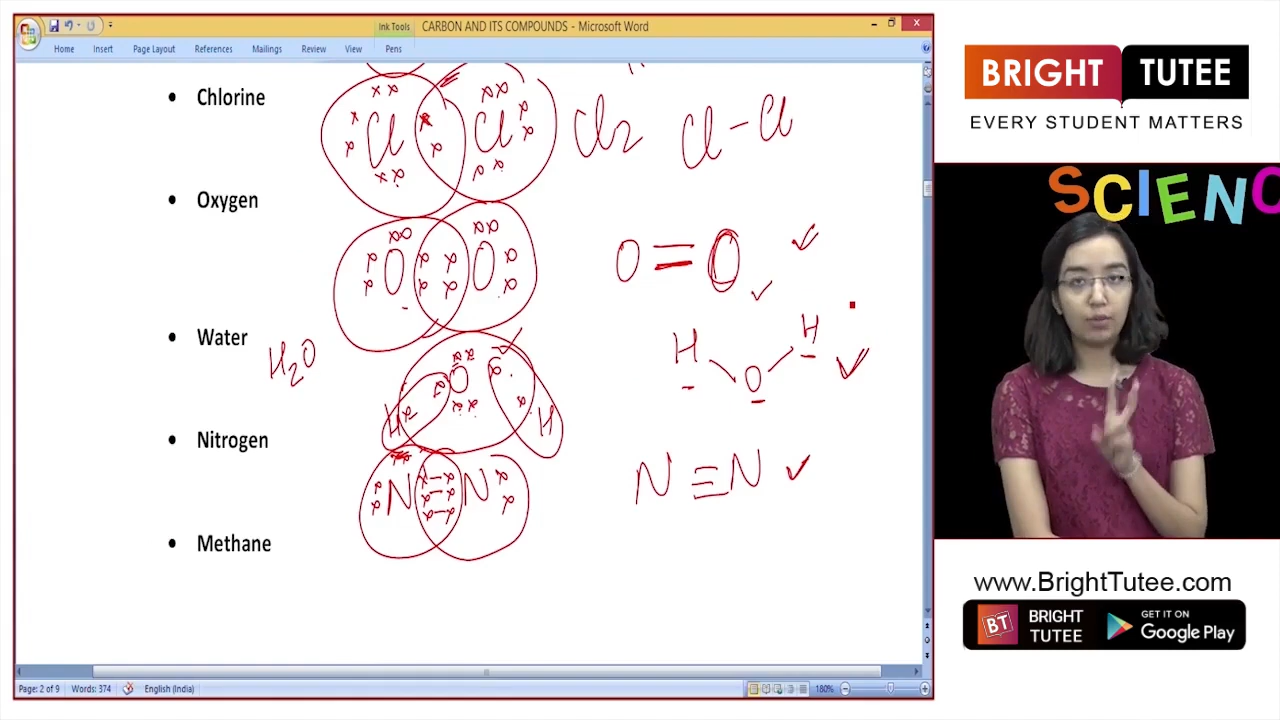 Ink Tools
CARBON AND ITS COMPOUNDS - Microsoft Word
Home Insert Page Layout References Mailings Review View Pens
• Chlorine
Cl Cl Cl2 Cl - Cl
• Oxygen
O O O = O
• Water
H2O
H O H
H O H
• Nitrogen
N N N ≡ N
• Methane
Page: 2 of 9 Words: 374 English (India) 180%
BRIGHT TUTEE
EVERY STUDENT MATTERS
SCIENC
www.BrightTutee.com
BT BRIGHT TUTEE
GET IT ON
Google Play